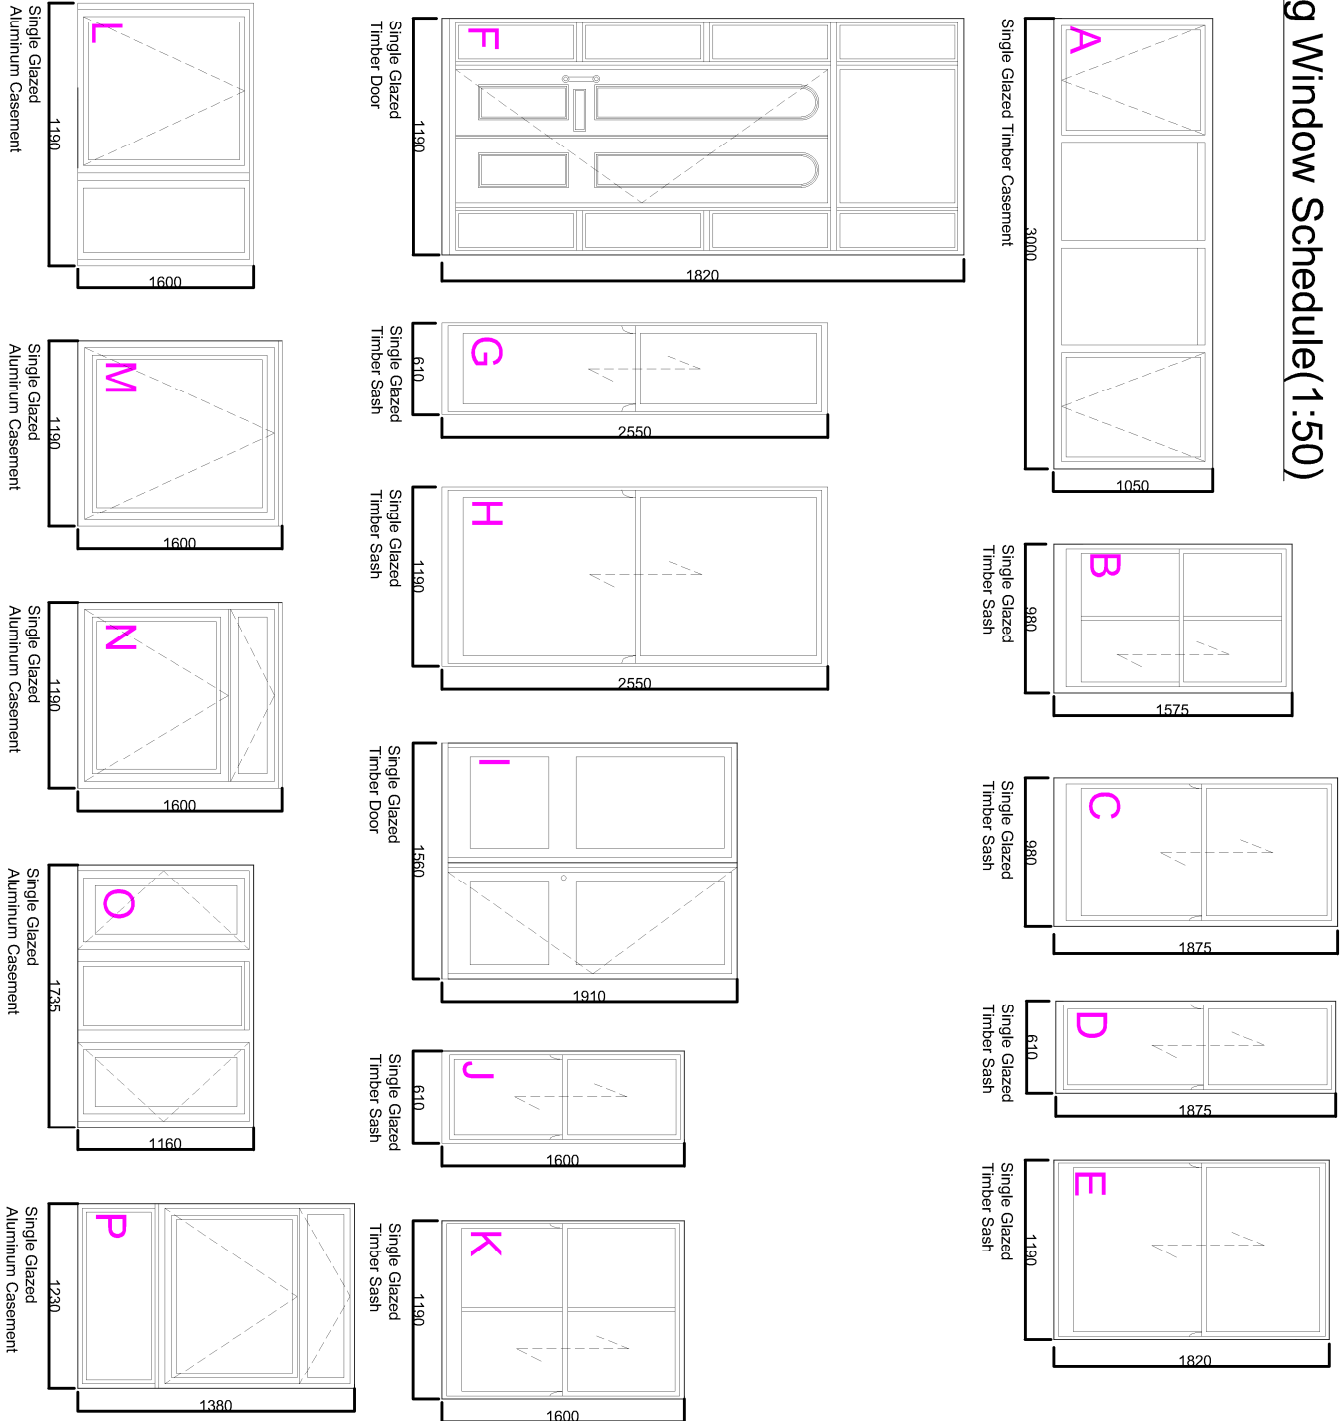 g Window Schedule(1:50)
A
3000
1050
Single Glazed Timber Casement
B
980
1575
Single Glazed
Timber Sash
C
980
1875
Single Glazed
Timber Sash
D
610
1875
Single Glazed
Timber Sash
E
1190
1820
Single Glazed
Timber Sash
F
1190
1820
Single Glazed
Timber Door
G
610
2550
Single Glazed
Timber Sash
H
1190
2550
Single Glazed
Timber Sash
I
1560
1910
Single Glazed
Timber Door
J
610
1600
Single Glazed
Timber Sash
K
1190
1600
Single Glazed
Timber Sash
L
1190
1600
Single Glazed
Aluminum Casement
M
1190
1600
Single Glazed
Aluminum Casement
N
1190
1600
Single Glazed
Aluminum Casement
O
1735
1160
Single Glazed
Aluminum Casement
P
1230
1380
Single Glazed
Aluminum Casement